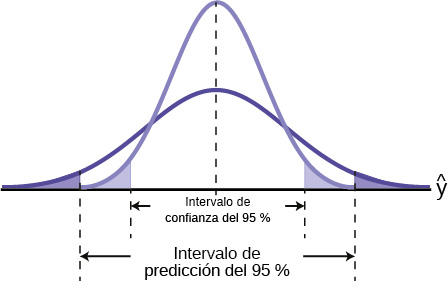 ŷ
Intervalo de
confianza del 95 %
Intervalo de
predicción del 95 %